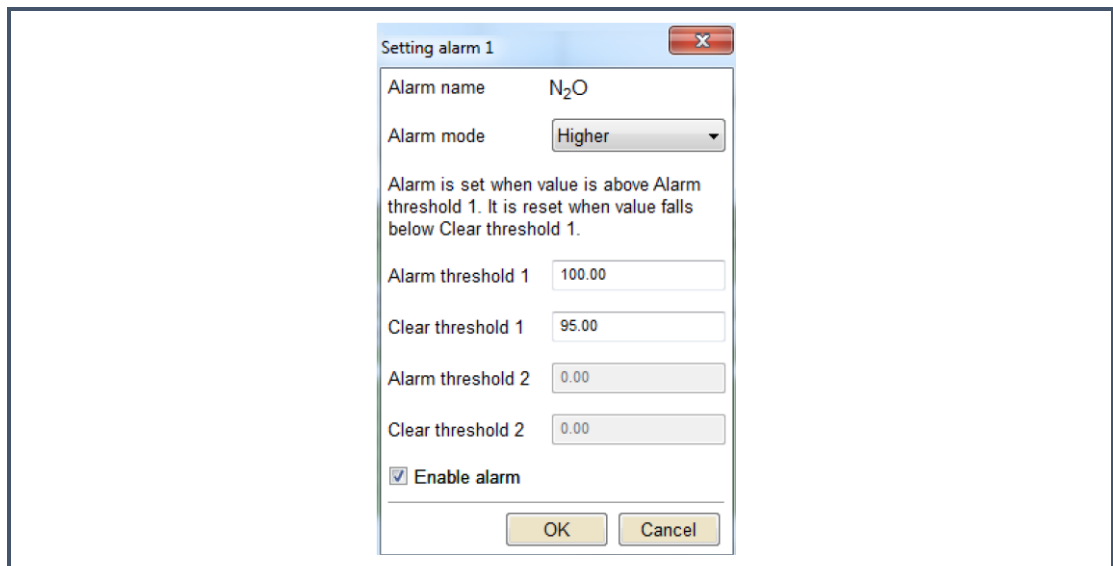 Setting alarm 1
Alarm name N₂O
Alarm mode Higher
Alarm is set when value is above Alarm
threshold 1. It is reset when value falls
below Clear threshold 1.
Alarm threshold 1 100.00
Clear threshold 1 95.00
Alarm threshold 2 0.00
Clear threshold 2 0.00
Enable alarm
OK Cancel